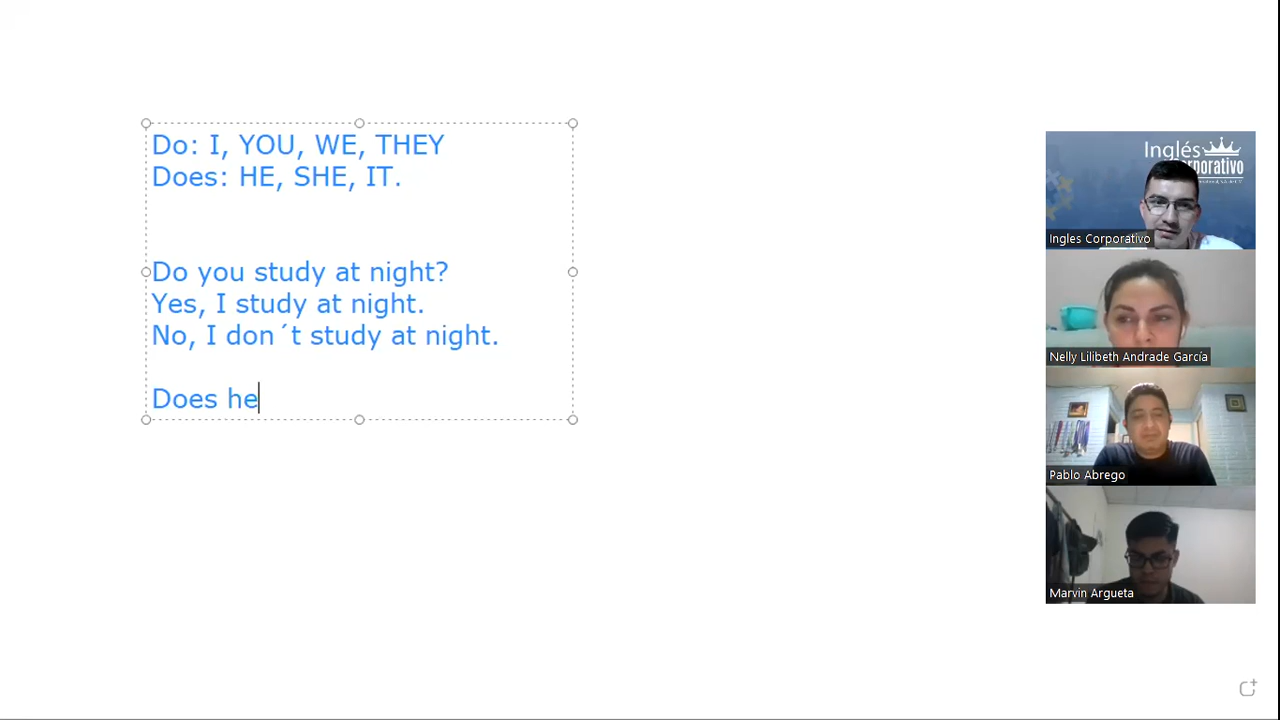 Do: I, YOU, WE, THEY
Does: HE, SHE, IT.
Do you study at night?
Yes, I study at night.
No, I don´t study at night.
Does he
Inglés
Corporativo
Ingles Corporativo
Nelly Lilibeth Andrade García
Pablo Abrego
Marvin Argueta